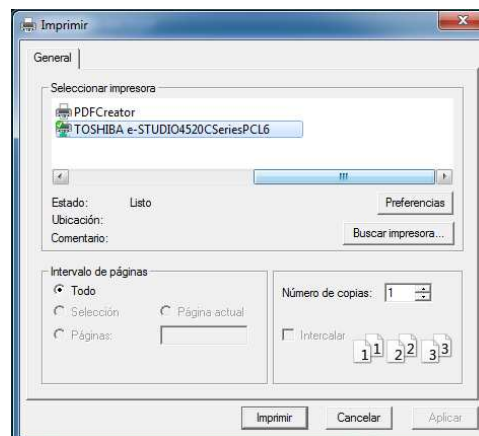 Imprimir
General
Seleccionar impresora
PDFCreator
TOSHIBA e-STUDIO4520CSeriesPCL6
Estado: Listo
Preferencias
Ubicación:
Comentario:
Buscar impresora...
Intervalo de páginas
Todo
Selección Página actual
Páginas:
Número de copias: 1
Intercalar
1 1 2 2 3 3
Imprimir Cancelar Aplicar